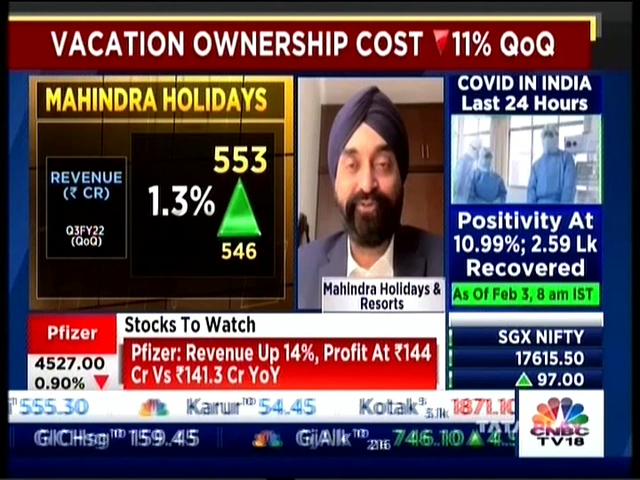 VACATION OWNERSHIP COST 11% QoQ
MAHINDRA HOLIDAYS
REVENUE
(₹ CR)
Q3FY22
(QoQ)
1.3%
553
546
Mahindra Holidays &
Resorts
COVID IN INDIA
Last 24 Hours
Positivity At
10.99%; 2.59 Lk
Recovered
As Of Feb 3, 8 am IST
Pfizer
4527.00
0.90%
Stocks To Watch
Pfizer: Revenue Up 14%, Profit At ₹144
Cr Vs ₹141.3 Cr YoY
SGX NIFTY
17615.50
97.00
555.30 Karur 54.45 Kotak 1871.10
GICHsg 159.45 GjAlk 746.10
CNBC
TV18